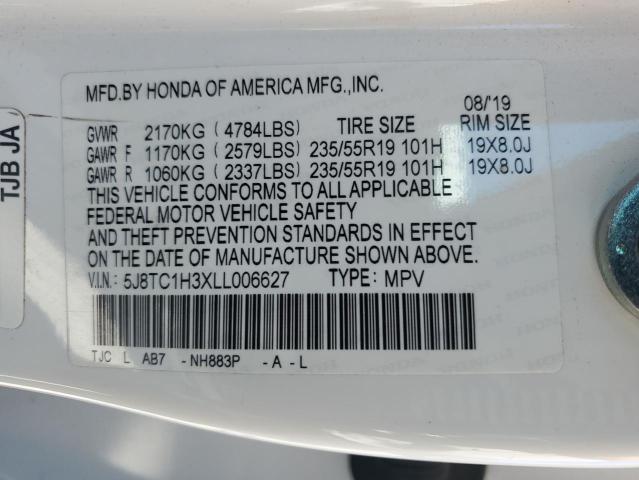 MFD.BY HONDA OF AMERICA MFG.,INC.
08/'19
GVWR 2170KG (4784LBS) TIRE SIZE RIM SIZE
GAWR F 1170KG (2579LBS) 235/55R19 101H 19X8.0J
GAWR R 1060KG (2337LBS) 235/55R19 101H 19X8.0J
THIS VEHICLE CONFORMS TO ALL APPLICABLE
FEDERAL MOTOR VEHICLE SAFETY
AND THEFT PREVENTION STANDARDS IN EFFECT
ON THE DATE OF MANUFACTURE SHOWN ABOVE.
V.I.N.: 5J8TC1H3XLL006627 TYPE: MPV
TJC L AB7 -NH883P -A-L
TJB JA